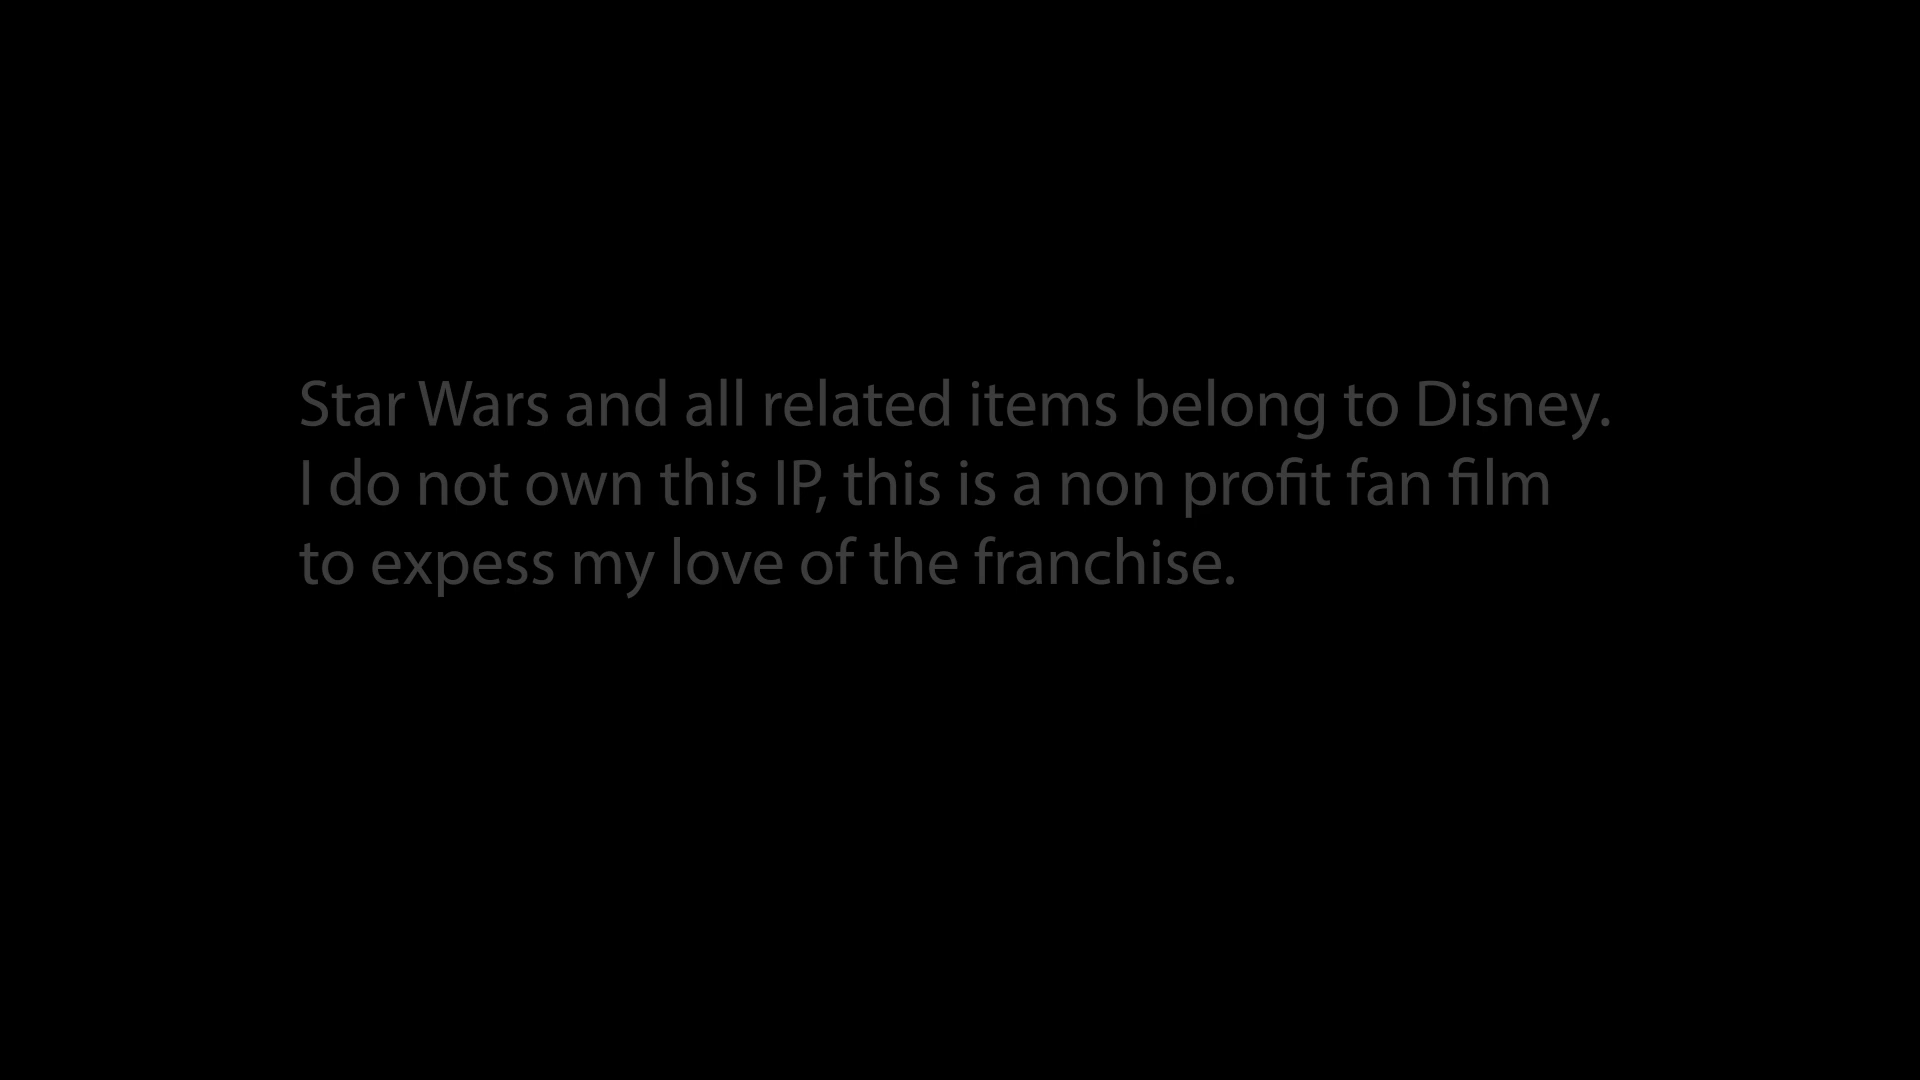 Star Wars and all related items belong to Disney.
I do not own this IP, this is a non profit fan film
to expess my love of the franchise.